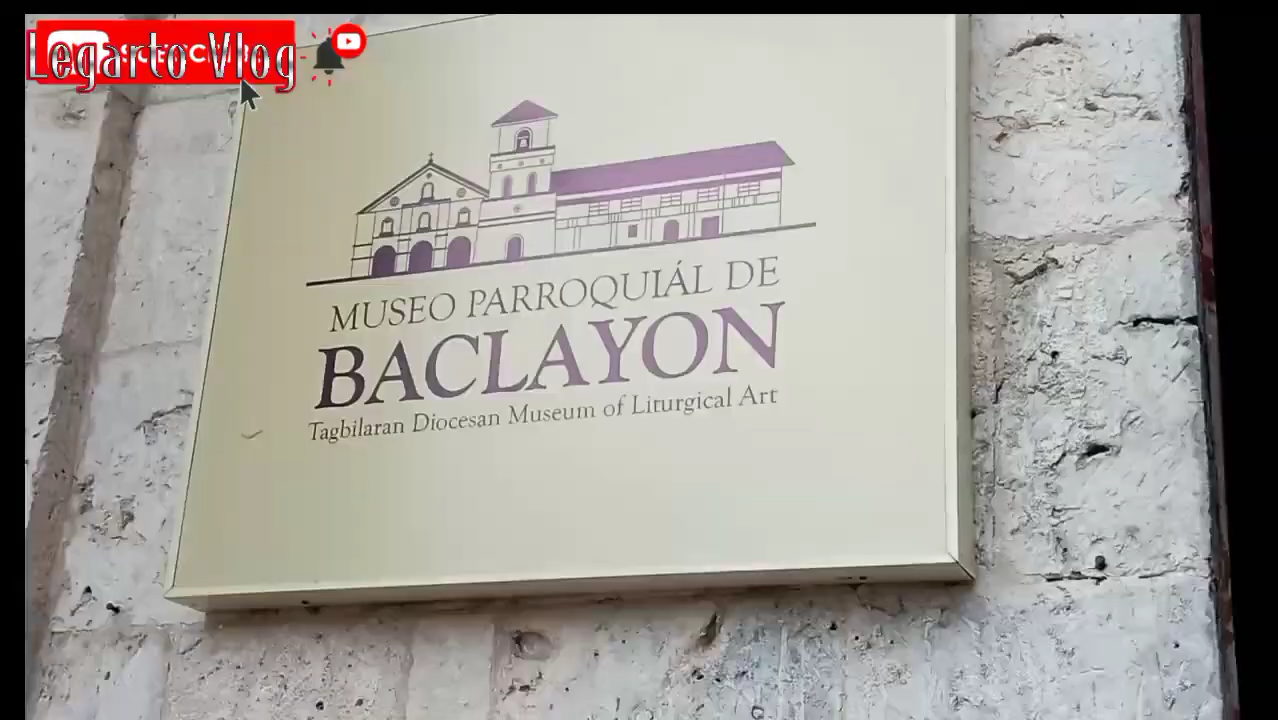 Legarto Vlog
MUSEO PARROQUIÁL DE
BACLAYON
Tagbilaran Diocesan Museum of Liturgical Art